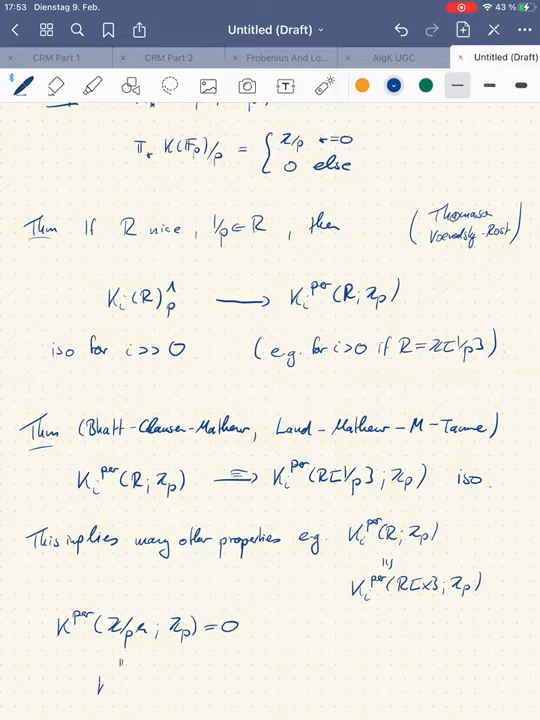 17:53 Dienstag 9. Feb. 43 %
Untitled (Draft)
CRM Part 1
CRM Part 2
Frobenius And Lo...
AlgK UGC
Untitled (Draft)
π_* K(𝔽_p)/p = { ℤ/p *=0
0 else
Thm If R nice, 1/p ∈ R, then
(Thomason
Voevodsky-Rost)
K_i(R)^∧_p ⟶ K_i^per(R; ℤ_p)
iso for i >> 0 (e.g. for i>0 if R = ℤ[1/p]).
Thm (Bhatt-Clausen-Mathew, Land-Mathew-M-Tamme)
K_i^per(R; ℤ_p) ≅⟶ K_i^per(R[1/p]; ℤ_p) iso.
This implies many other properties e.g. K_i^per(R; ℤ_p)
=
K_i^per(R[x]; ℤ_p)
K^per(ℤ/p^k; ℤ_p) = 0
=